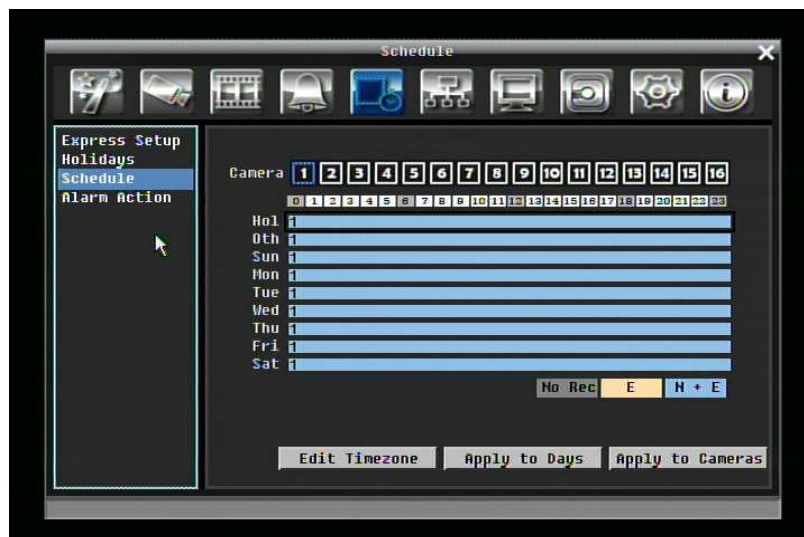 Schedule
Express Setup
Holidays
Schedule
Alarm Action
Camera 1 2 3 4 5 6 7 8 9 10 11 12 13 14 15 16
0 1 2 3 4 5 6 7 8 9 10 11 12 13 14 15 16 17 18 19 20 21 22 23
Hol 1
Oth 1
Sun 1
Mon 1
Tue 1
Wed 1
Thu 1
Fri 1
Sat 1
No Rec E N + E
Edit Timezone Apply to Days Apply to Cameras